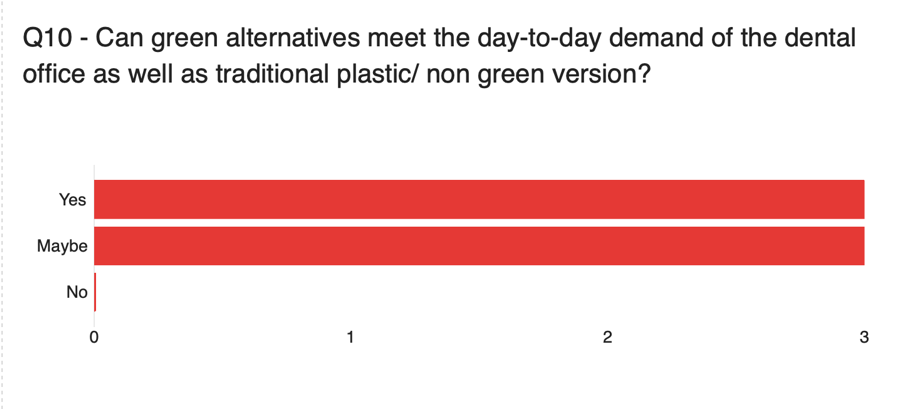 Q10 - Can green alternatives meet the day-to-day demand of the dental
office as well as traditional plastic/ non green version?
Yes
Maybe
No
0 1 2 3